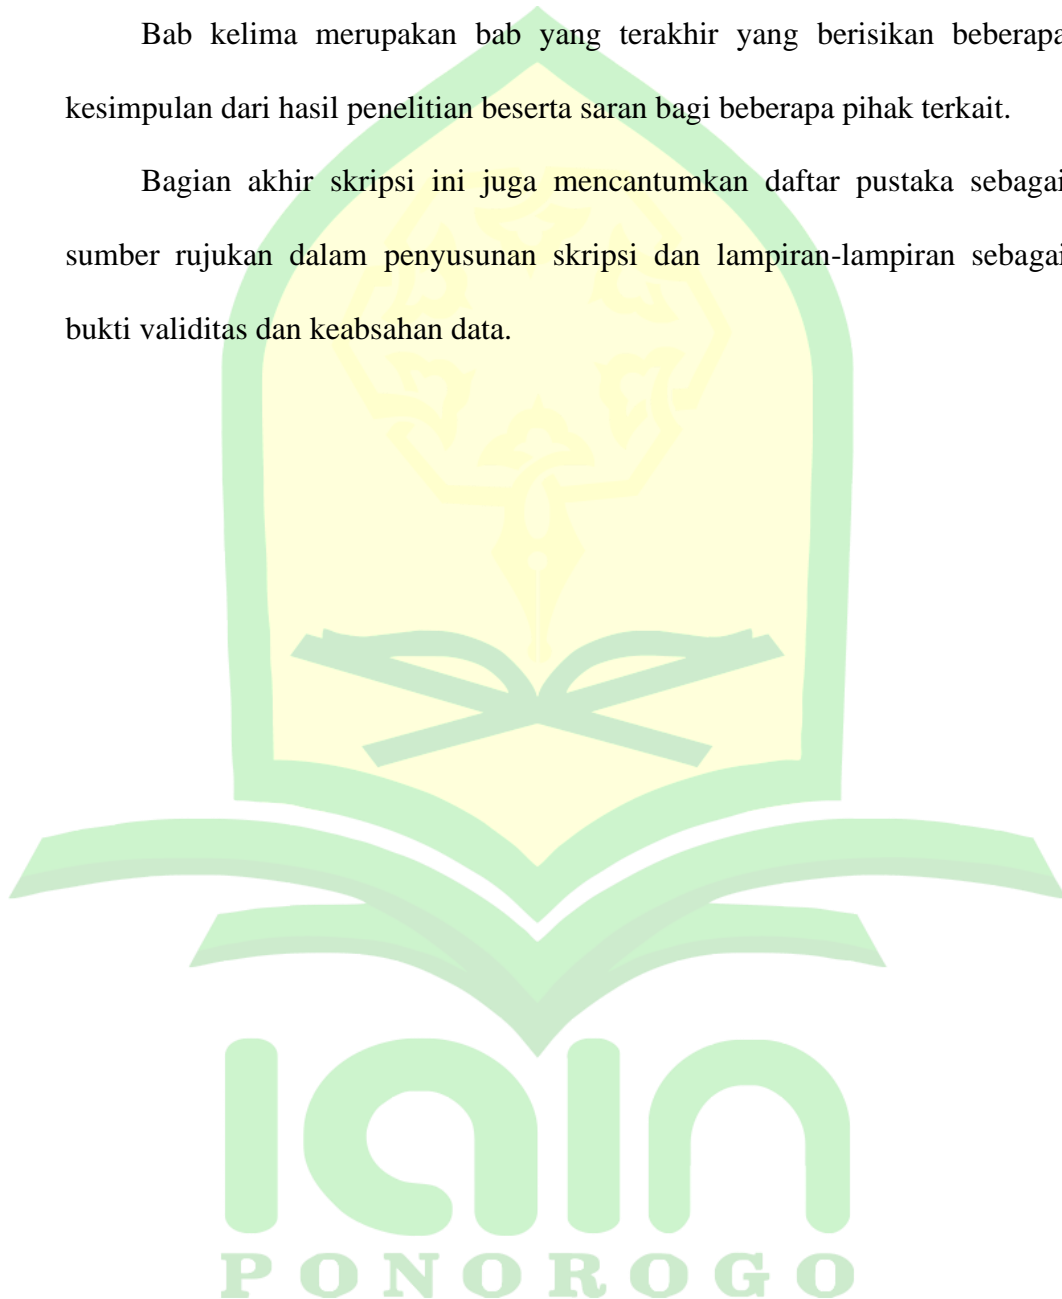 Bab kelima merupakan bab yang terakhir yang berisikan beberapa
kesimpulan dari hasil penelitian beserta saran bagi beberapa pihak terkait.
Bagian akhir skripsi ini juga mencantumkan daftar pustaka sebagai
sumber rujukan dalam penyusunan skripsi dan lampiran-lampiran sebagai
bukti validitas dan keabsahan data.
IAIN
PONOROGO